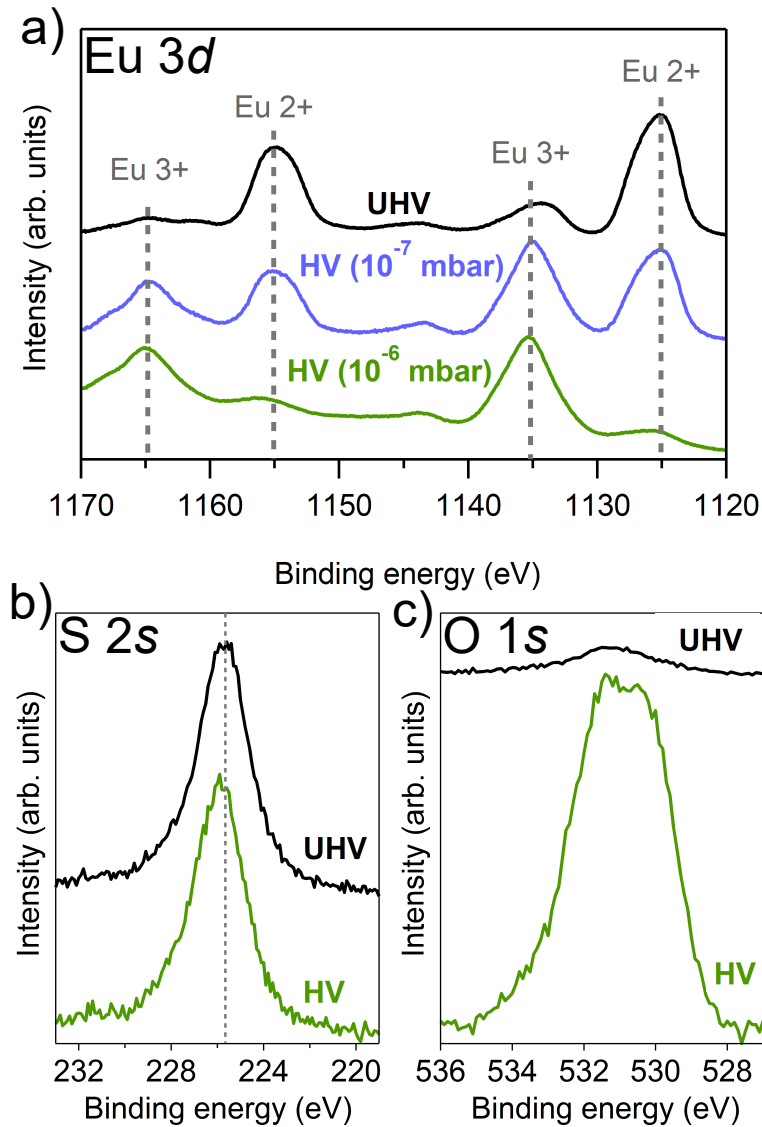 a)
Eu 3d
Eu 3+
Eu 2+
Eu 3+
Eu 2+
UHV
HV (10⁻⁷ mbar)
HV (10⁻⁶ mbar)
Intensity (arb. units)
1170 1160 1150 1140 1130 1120
Binding energy (eV)
b)
S 2s
UHV
HV
Intensity (arb. units)
232 228 224 220
Binding energy (eV)
c)
O 1s
UHV
HV
Intensity (arb. units)
536 534 532 530 528
Binding energy (eV)